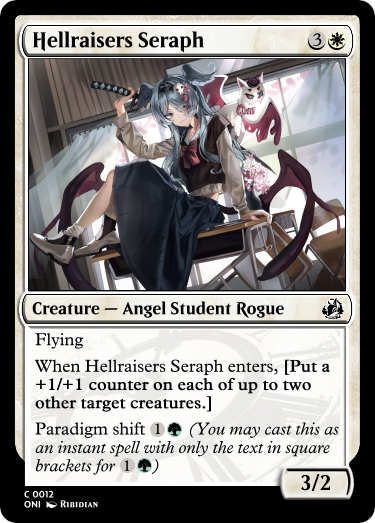 Hellraisers Seraph 3
Creature — Angel Student Rogue
Flying
When Hellraisers Seraph enters, [Put a
+1/+1 counter on each of up to two
other target creatures.]
Paradigm shift 1 (You may cast this as
an instant spell with only the text in square
brackets for 1 )
3/2
C 0012
ONI Ribidian